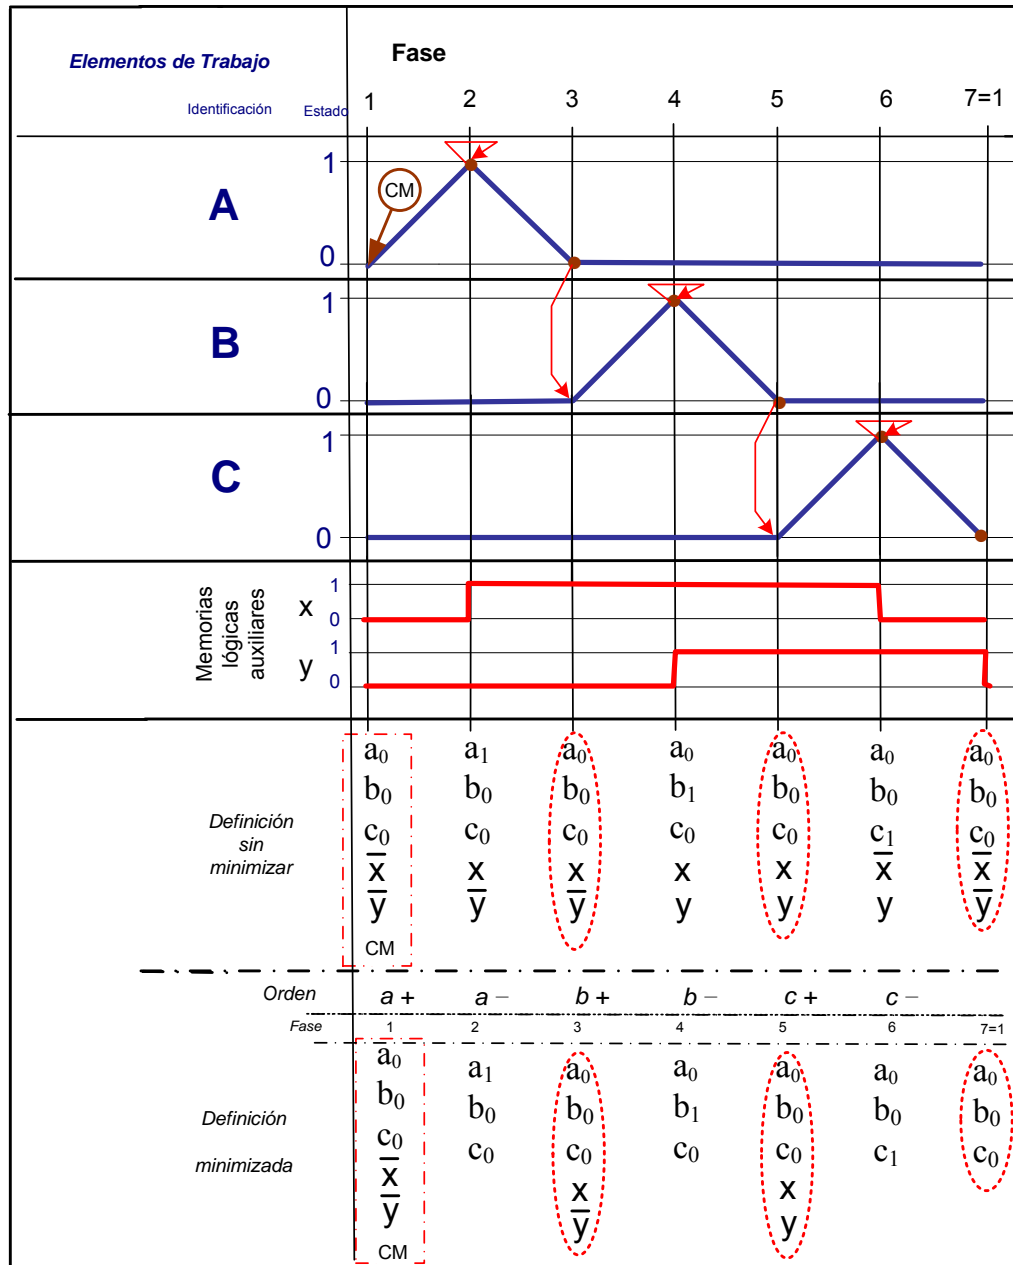 Elementos de Trabajo
Fase
Identificación Estado 1 2 3 4 5 6 7=1
1
CM
A
0
1
B
0
1
C
0
Memorias lógicas auxiliares
x 1
0
y 1
0
a₀ a₁ a₀ a₀ a₀ a₀ a₀
b₀ b₀ b₀ b₁ b₀ b₀ b₀
Definición sin minimizar
c₀ c₀ c₀ c₀ c₀ c₁ c₀
x̅ x x x x x̅ x̅
y̅ y̅ y̅ y y y y̅
CM
Orden a+ a− b+ b− c+ c−
Fase 1 2 3 4 5 6 7=1
a₀ a₁ a₀ a₀ a₀ a₀ a₀
b₀ b₀ b₀ b₁ b₀ b₀ b₀
Definición
c₀ c₀ c₀ c₀ c₀ c₁ c₀
minimizada
x̅ x x
y̅ y̅ y
CM